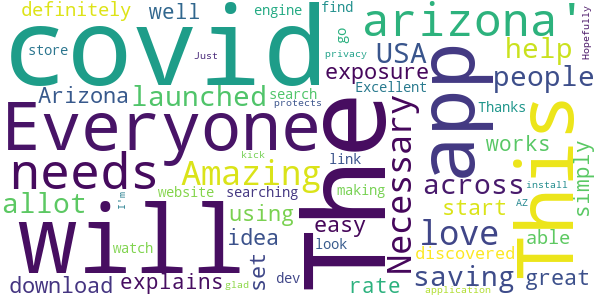 definitely
well
engine
find
covid
arizona'
Hopefully
store
Just
go
privacy
USA
help
Arizona
launched
search
exposure
Excellent
people
protects
Thanks
Everyone
The
app
This
needs
Amazing
kick
link
Necessary
works
simply
allot
I'm
website
searching
making
across
install
AZ
will
using
easy
love
start
able
watch
idea
set
look
discovered
download
explains
glad
dev
rate
saving
great
application